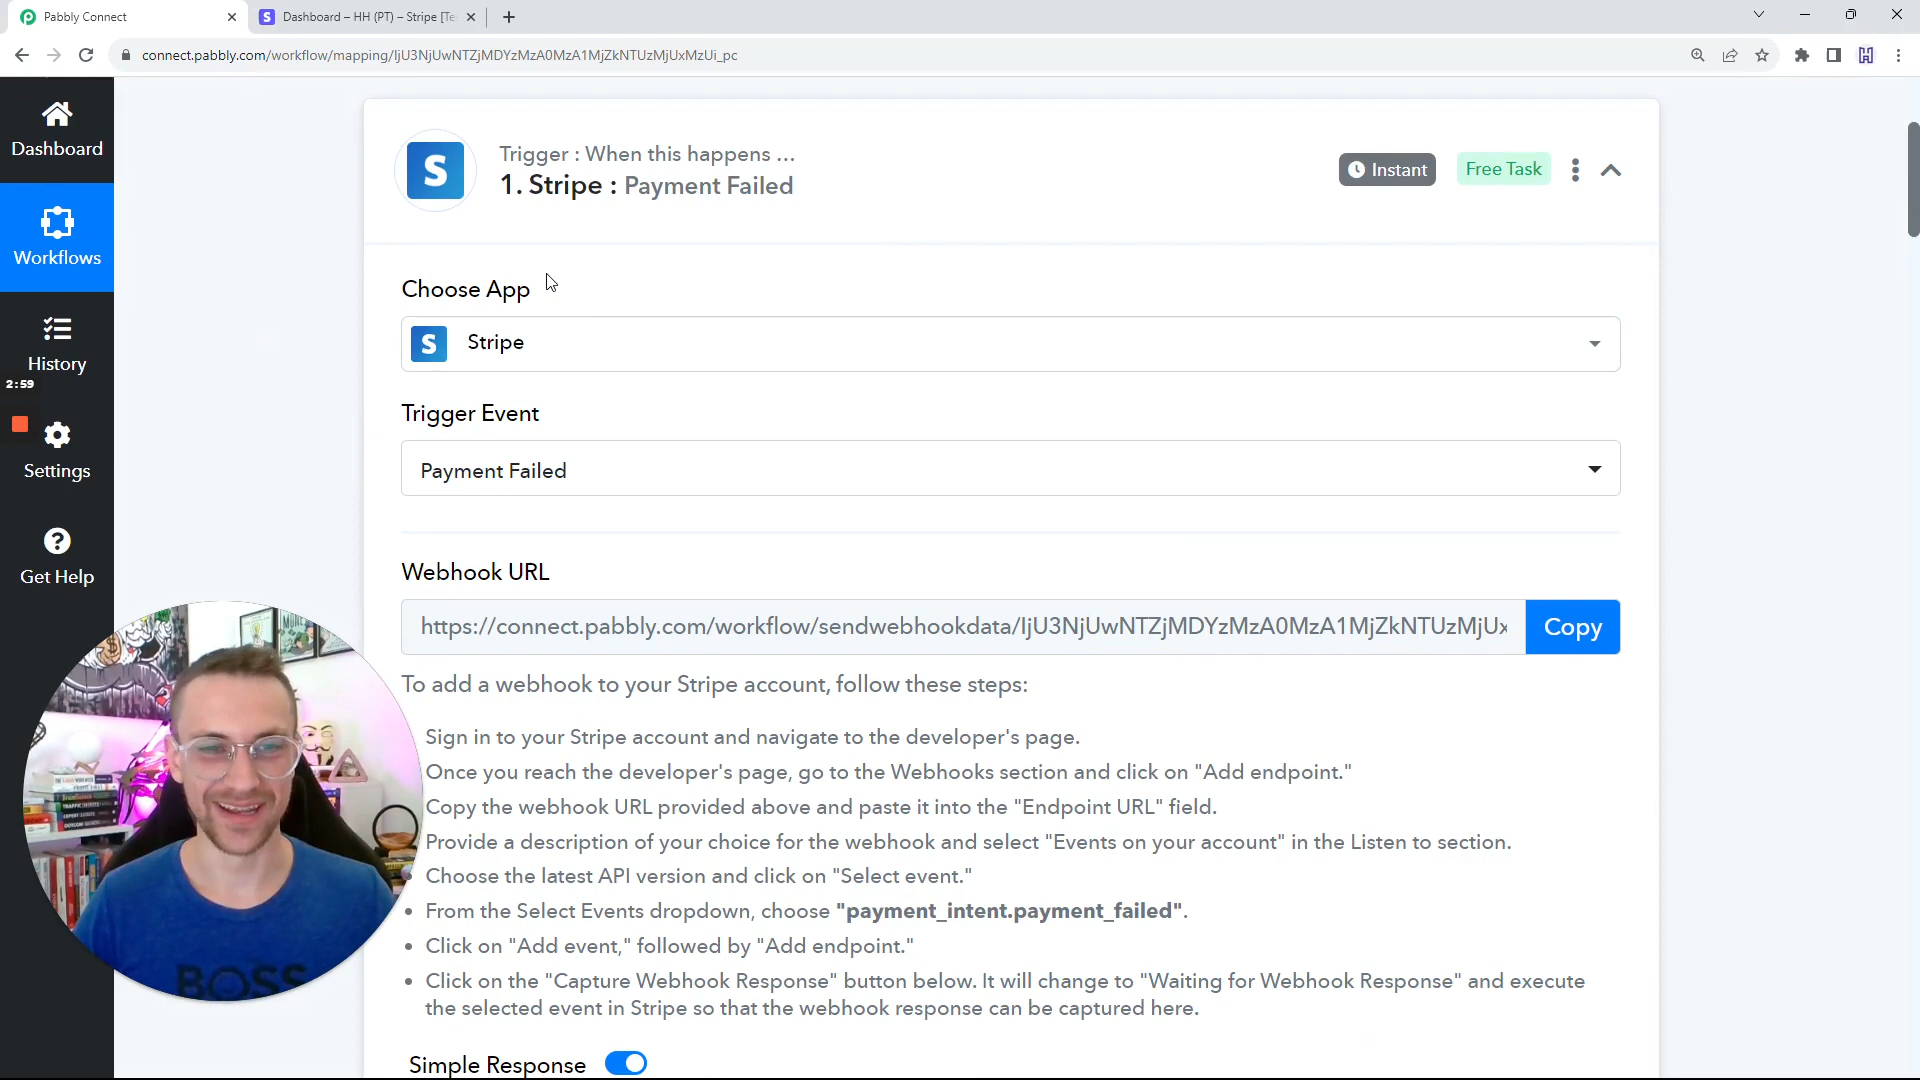 Pabbly Connect
Dashboard – HH (PT) – Stripe [Te
connect.pabbly.com/workflow/mapping/IjU3NjUwNTZjMDYzMzA0MzA1MjZkNTUzMjUxMzUi_pc
Dashboard
Workflows
History
2:59
Settings
Get Help
Trigger : When this happens ...
1. Stripe : Payment Failed
Instant
Free Task
Choose App
S
Stripe
Trigger Event
Payment Failed
Webhook URL
https://connect.pabbly.com/workflow/sendwebhookdata/IjU3NjUwNTZjMDYzMzA0MzA1MjZkNTUzMjUx
Copy
To add a webhook to your Stripe account, follow these steps:
Sign in to your Stripe account and navigate to the developer's page.
Once you reach the developer's page, go to the Webhooks section and click on "Add endpoint."
Copy the webhook URL provided above and paste it into the "Endpoint URL" field.
Provide a description of your choice for the webhook and select "Events on your account" in the Listen to section.
• Choose the latest API version and click on "Select event."
• From the Select Events dropdown, choose "payment_intent.payment_failed".
• Click on "Add event," followed by "Add endpoint."
• Click on the "Capture Webhook Response" button below. It will change to "Waiting for Webhook Response" and execute
the selected event in Stripe so that the webhook response can be captured here.
Simple Response
BOSS